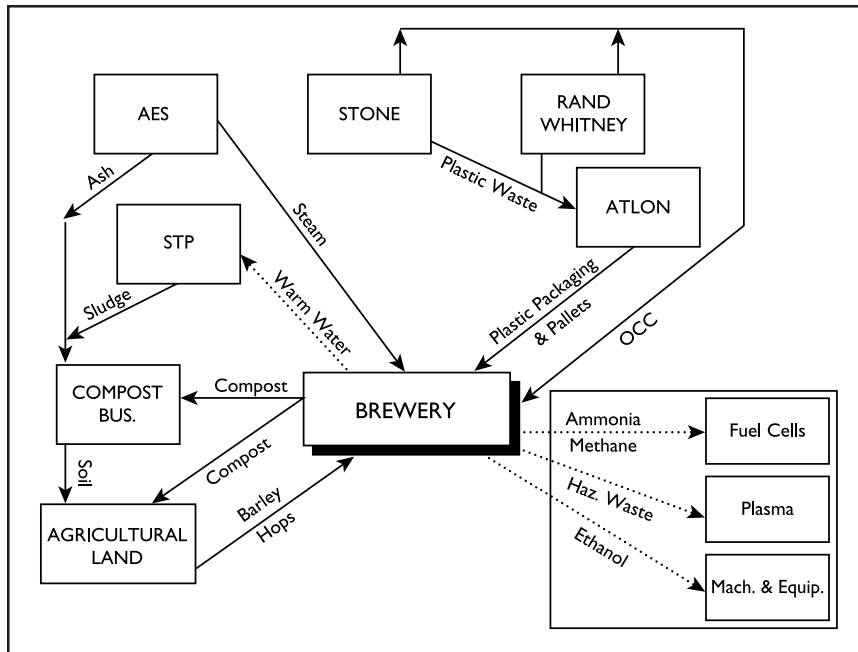 AES
STONE
RAND
WHITNEY
Ash
Plastic Waste
ATLON
STP
Steam
Sludge
Warm Water
Plastic Packaging
& Pallets
OCC
COMPOST
BUS.
Compost
BREWERY
Ammonia
Methane
Fuel Cells
Soil
Compost
Haz. Waste
Plasma
Barley
Hops
AGRICULTURAL
LAND
Ethanol
Mach. & Equip.